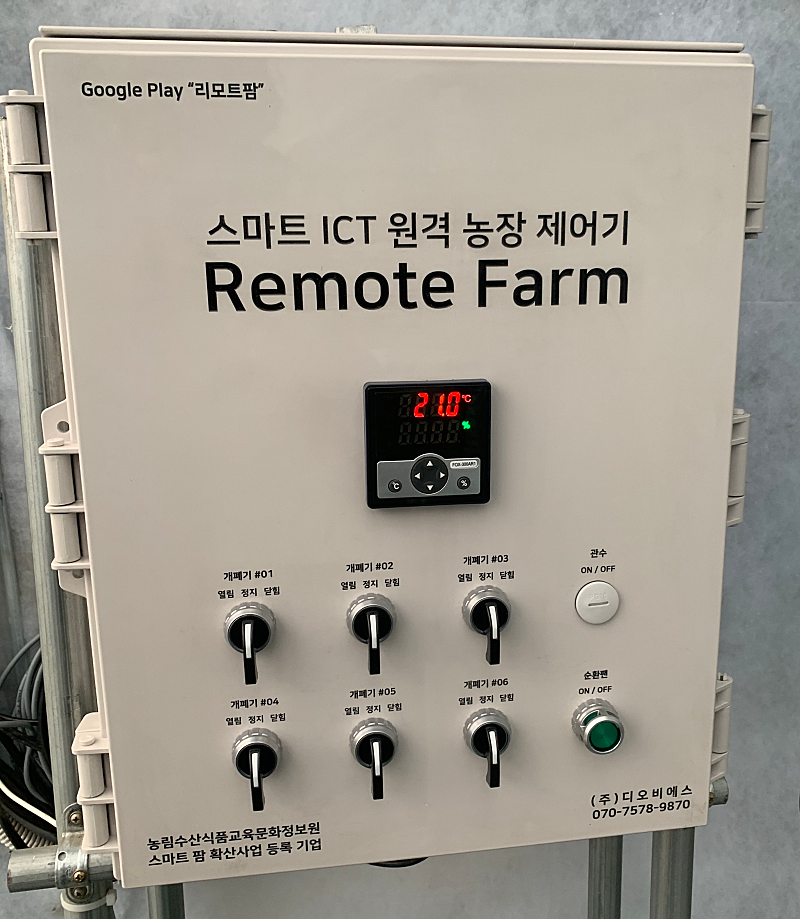 Google Play "리모트팜"
스마트 ICT 원격 농장 제어기
Remote Farm
21.0 °C
%
FOX-300AR1
°C %
개폐기 #01
열림 정지 닫힘
개폐기 #02
열림 정지 닫힘
개폐기 #03
열림 정지 닫힘
관수
ON / OFF
개폐기 #04
열림 정지 닫힘
개폐기 #05
열림 정지 닫힘
개폐기 #06
열림 정지 닫힘
순환팬
ON / OFF
농림수산식품교육문화정보원
스마트 팜 확산사업 등록 기업
(주)디오비에스
070-7578-9870